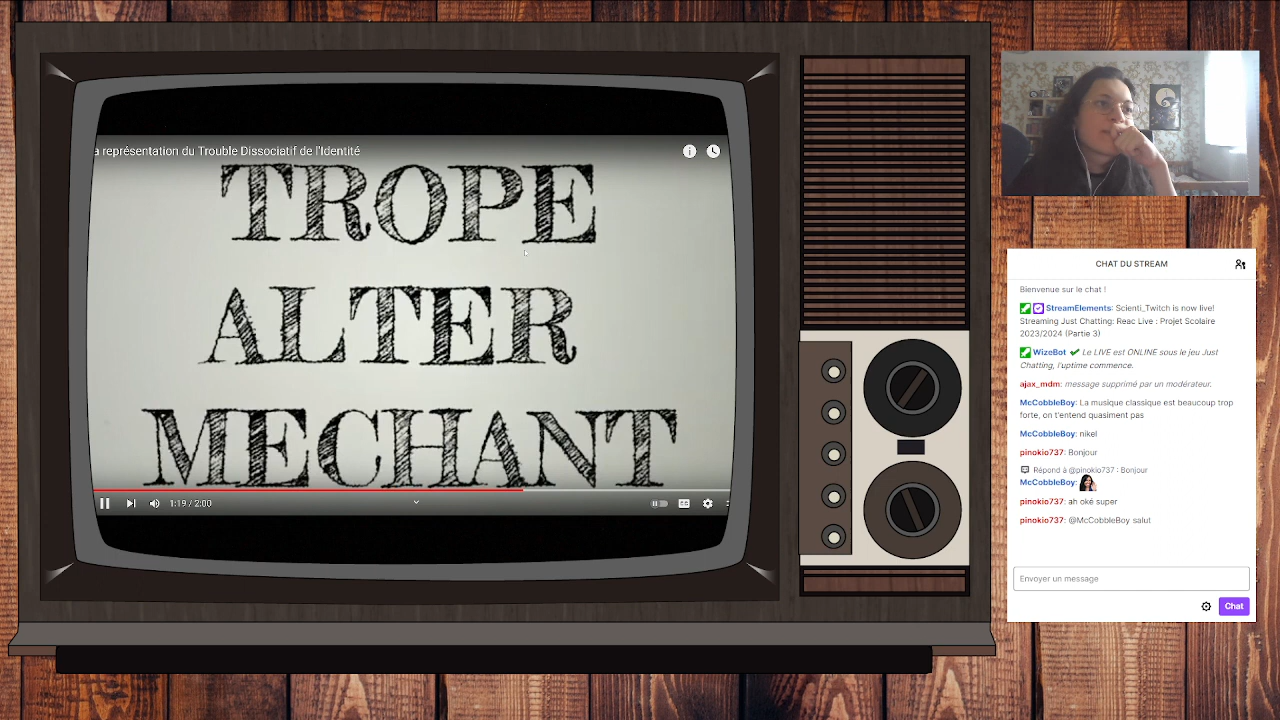 a représentation du Trouble Dissociatif de l'Identité
TROPE
ALTER
MECHANT
1:19 / 2:00
CHAT DU STREAM
Bienvenue sur le chat !
StreamElements: Scienti_Twitch is now live!
Streaming Just Chatting: Reac Live : Projet Scolaire
2023/2024 (Partie 3)
WizeBot Le LIVE est ONLINE sous le jeu Just
Chatting, l'uptime commence.
ajax_mdm: message supprimé par un modérateur.
McCobbleBoy: La musique classique est beaucoup trop
forte, on t'entend quasiment pas
McCobbleBoy: nikel
pinokio737: Bonjour
Répond à @pinokio737 : Bonjour
McCobbleBoy:
pinokio737: ah oké super
pinokio737: @McCobbleBoy salut
Envoyer un message
Chat